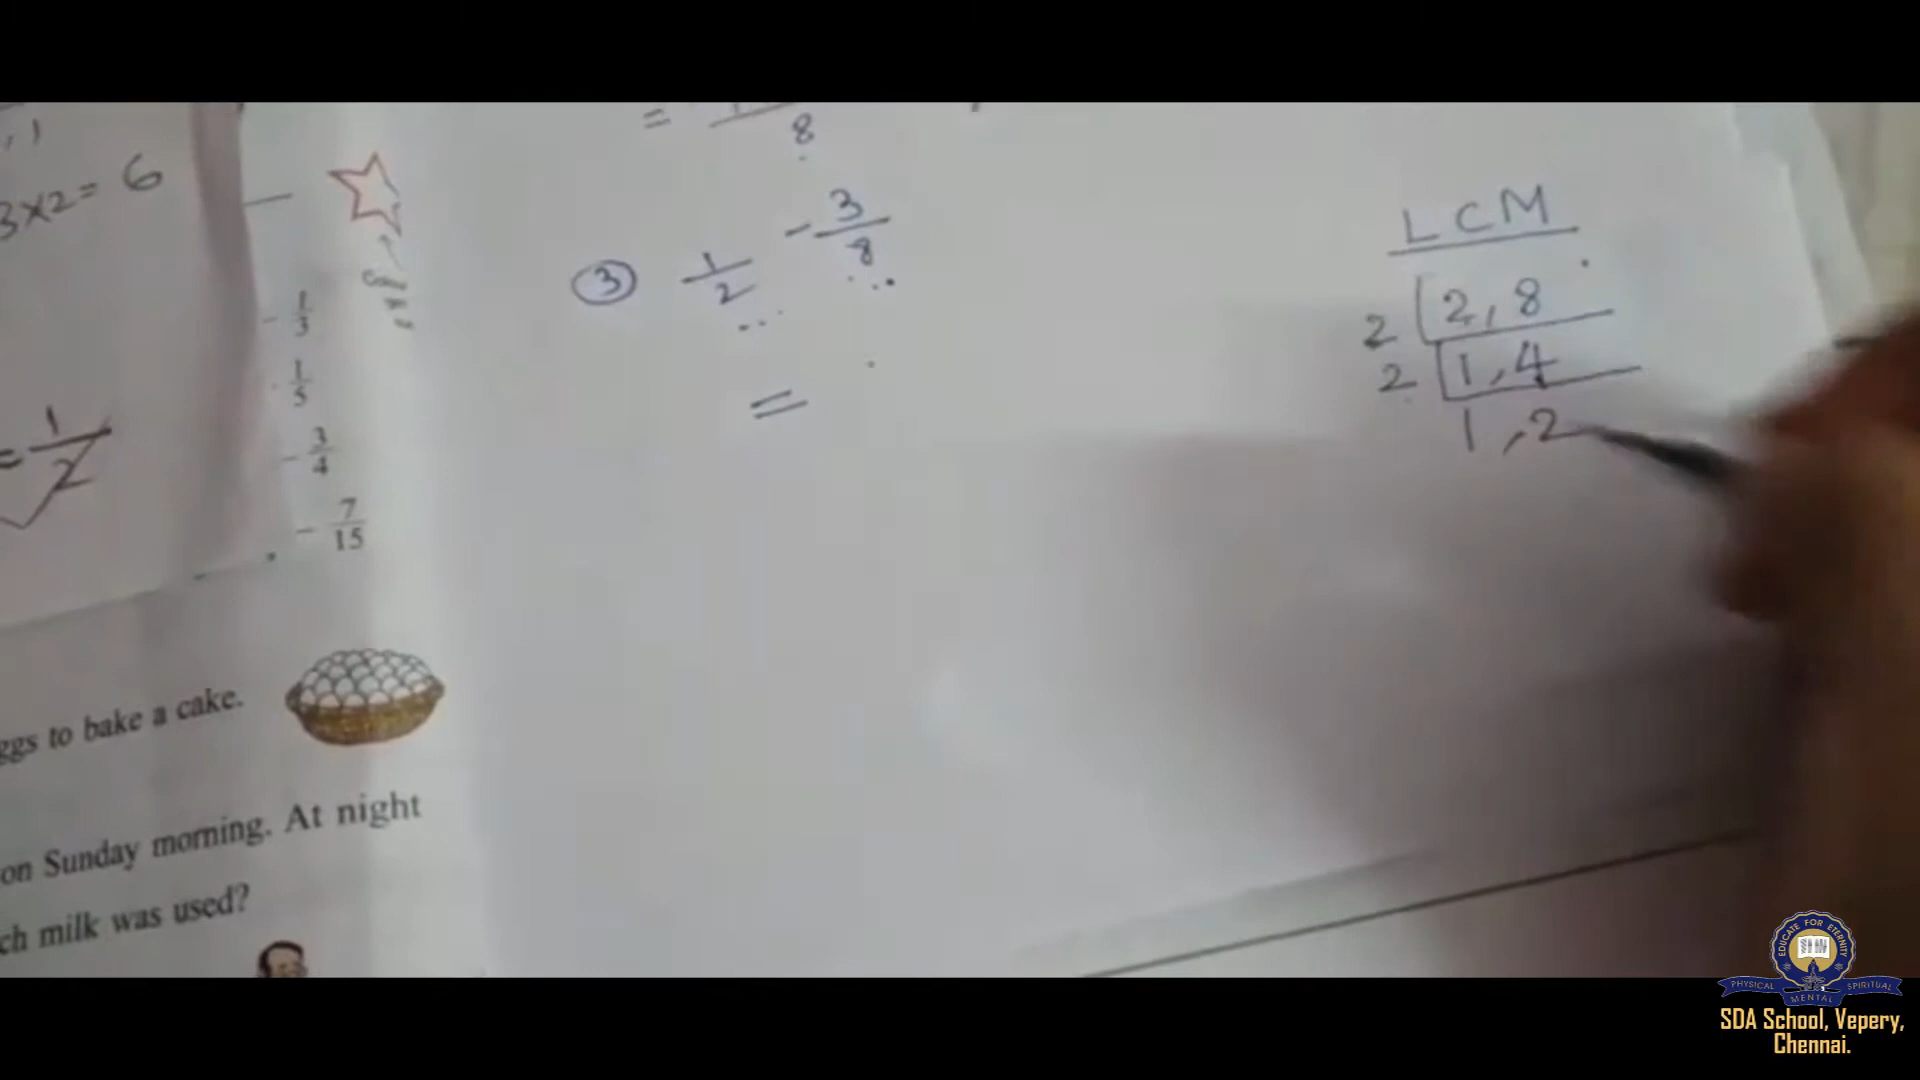 , 1
3x2= 6
= 1/2
- 1/3
- 1/5
- 3/4
- 7/15
ggs to bake a cake.
on Sunday morning. At night
ch milk was used?
= 8
③ 1/2 - 3/8
=
LCM
2 | 2, 8
2 | 1, 4
1, 2
EDUCATE FOR ETERNITY
PHYSICAL MENTAL SPIRITUAL
SDA School, Vepery,
Chennai.